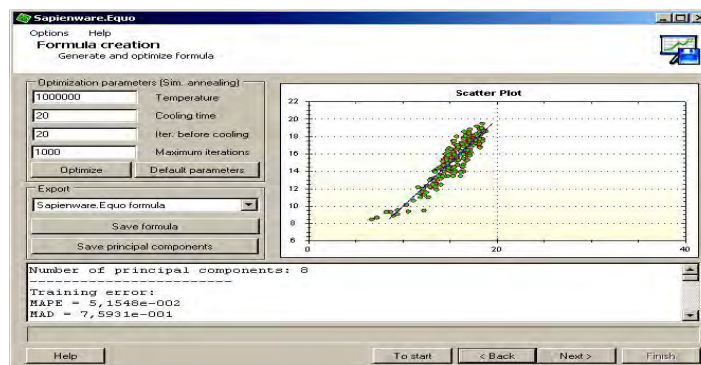 Sapienware.Equo
Options Help
Formula creation
Generate and optimize formula
Optimization parameters (Sim. annealing)
1000000 Temperature
20 Cooling time
20 Iter. before cooling
1000 Maximum iterations
Optimize Default parameters
Export
Sapienware.Equo formula
Save formula
Save principal components
Scatter Plot
22
20
18
16
14
12
10
8
6
0 20 40
Number of principal components: 8
------------------------
Training error:
MAPE = 5,1548e-002
MAD = 7,5931e-001
Help To start < Back Next > Finish